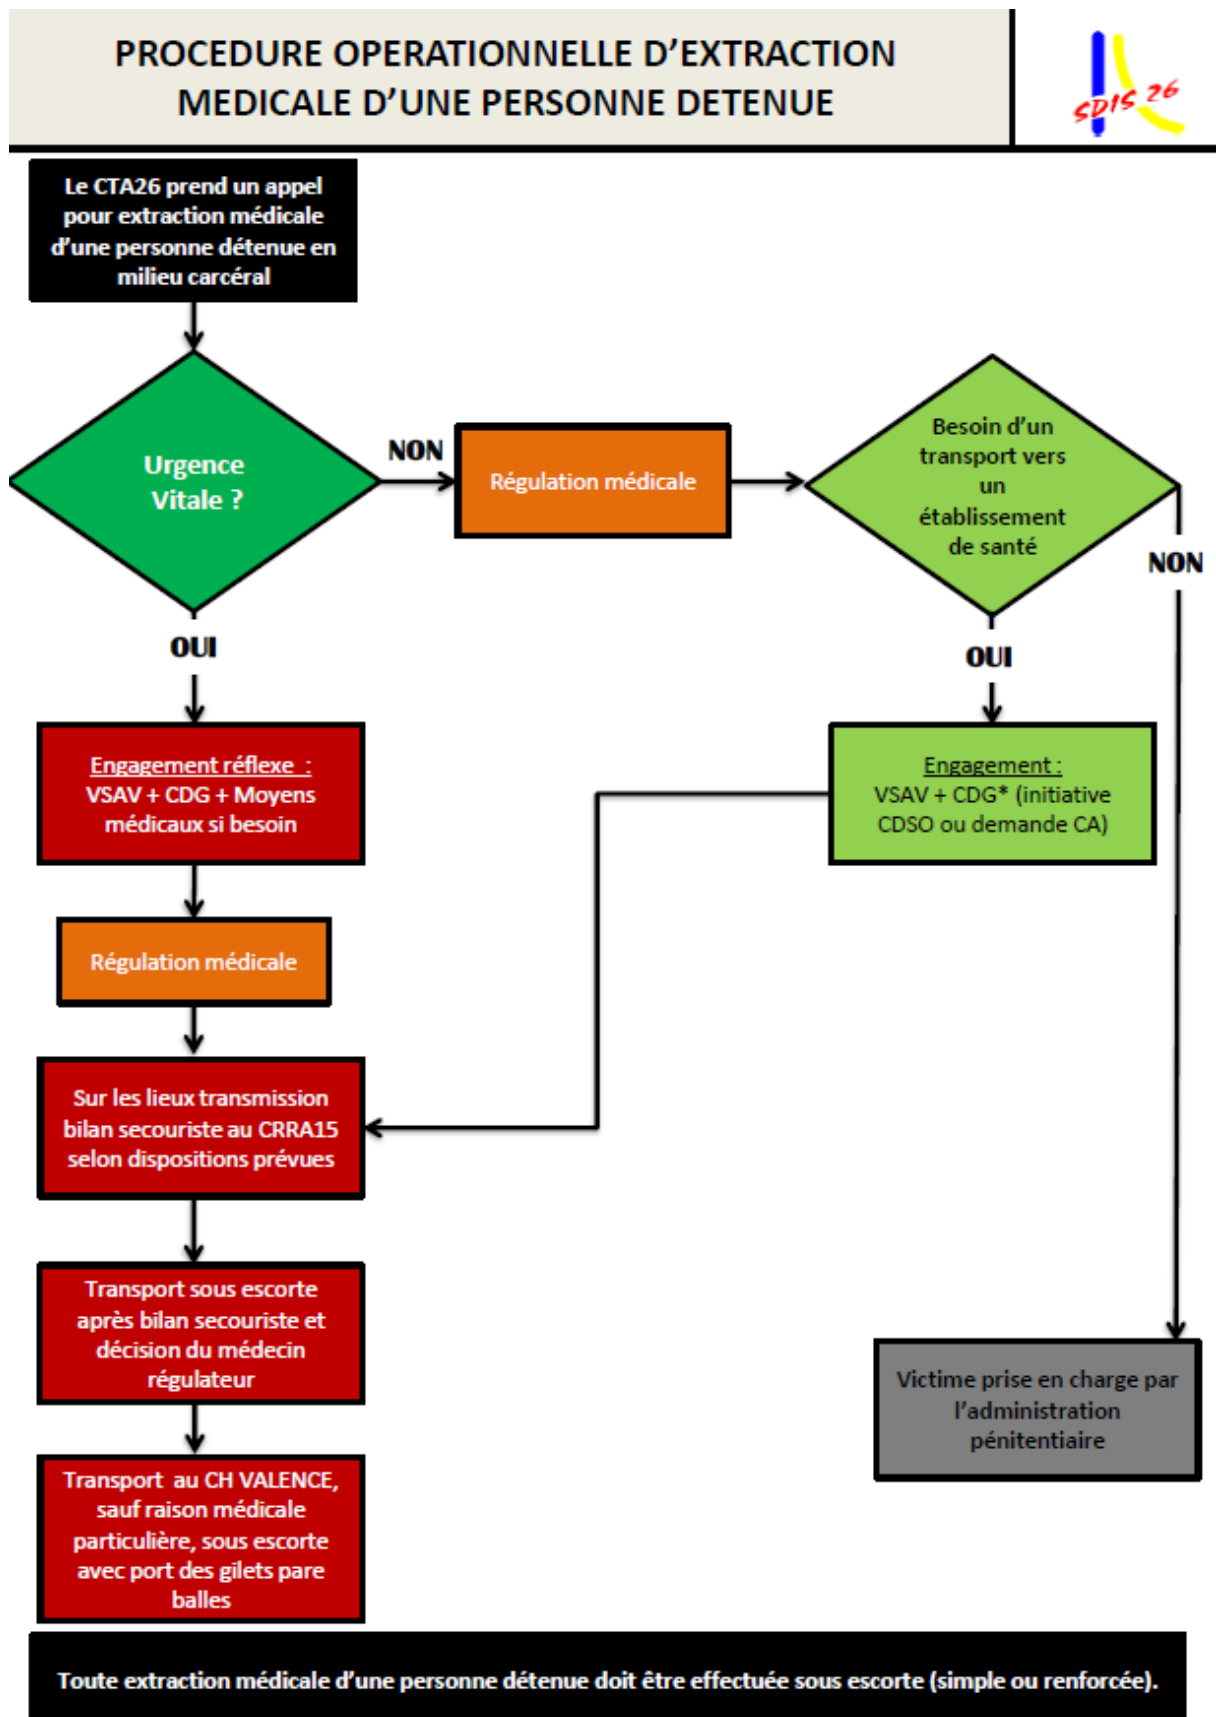 PROCEDURE OPERATIONNELLE D'EXTRACTION
MEDICALE D'UNE PERSONNE DETENUE
SDIS 26
Le CTA26 prend un appel
pour extraction médicale
d'une personne détenue en
milieu carcéral
Urgence
Vitale ?
NON
Régulation médicale
Besoin d'un
transport vers
un
établissement
de santé
NON
OUI
OUI
Engagement réflexe :
VSAV + CDG + Moyens
médicaux si besoin
Engagement :
VSAV + CDG* (initiative
CDSO ou demande CA)
Régulation médicale
Sur les lieux transmission
bilan secouriste au CRRA15
selon dispositions prévues
Transport sous escorte
après bilan secouriste et
décision du médecin
régulateur
Victime prise en charge par
l'administration
pénitentiaire
Transport au CH VALENCE,
sauf raison médicale
particulière, sous escorte
avec port des gilets pare
balles
Toute extraction médicale d'une personne détenue doit être effectuée sous escorte (simple ou renforcée).